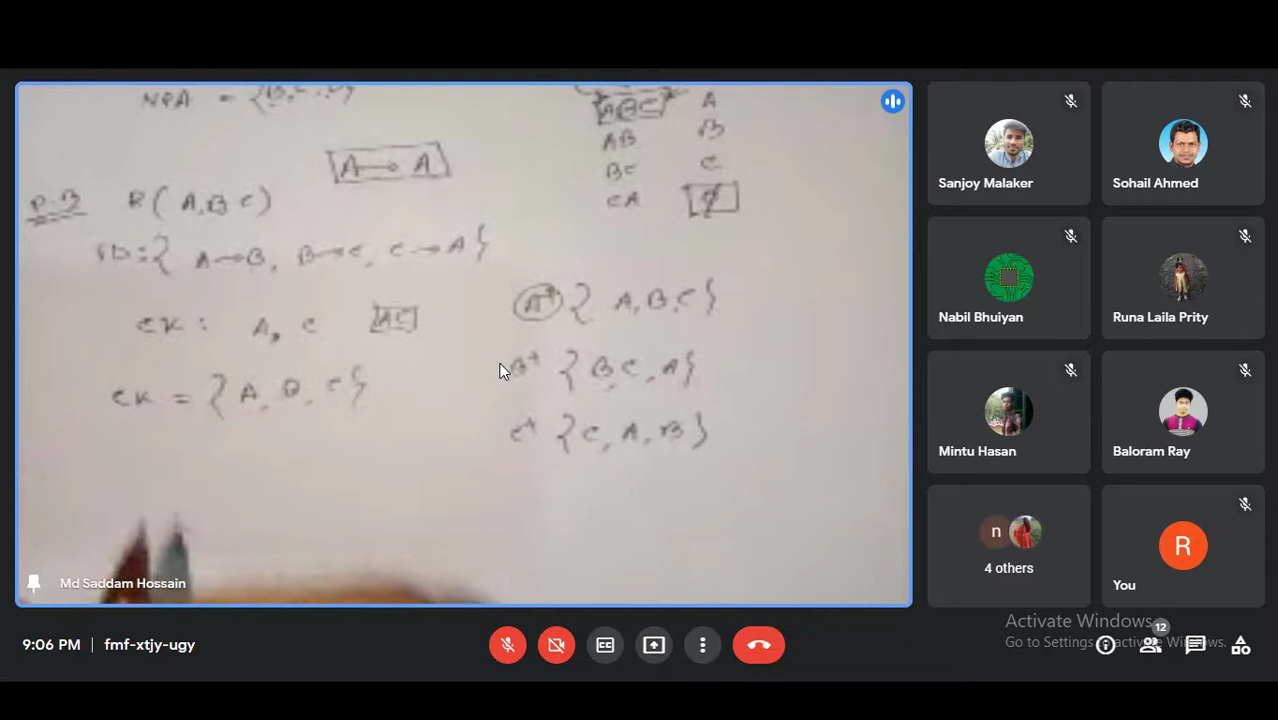 NPA = {B, C, D}
ABC A
AB B
BC C
CA φ
A → A
R ( A, B C )
FD : { A → B, B → C, C → A }
CK : A, C AC
CK = { A, B, C }
A+ { A, B, C }
B+ { B C, A }
C+ { C, A, B }
Md Saddam Hossain
Sanjoy Malaker
Sohail Ahmed
Nabil Bhuiyan
Runa Laila Prity
Mintu Hasan
Baloram Ray
n
4 others
R
You
Activate Windows
Go to Settings to activate Windows.
9:06 PM | fmf-xtjy-ugy
12